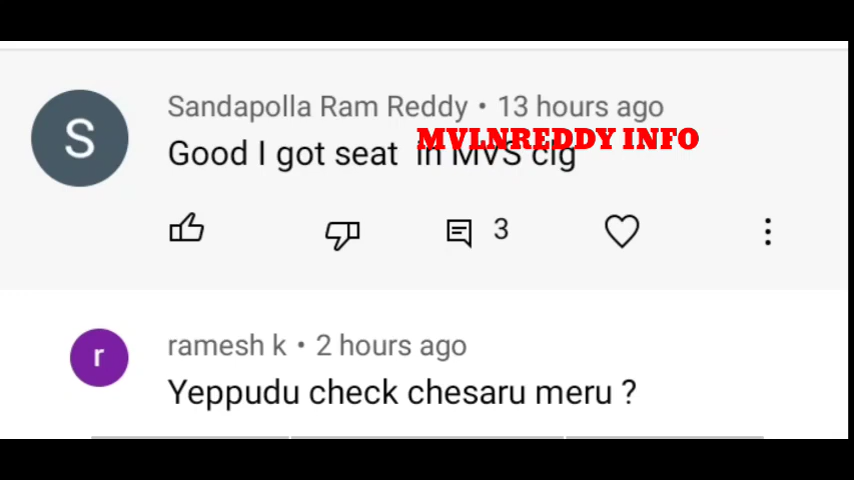 S
Sandapolla Ram Reddy • 13 hours ago
MVLNREDDY INFO
Good I got seat in MVS clg
3
r
ramesh k • 2 hours ago
Yeppudu check chesaru meru ?